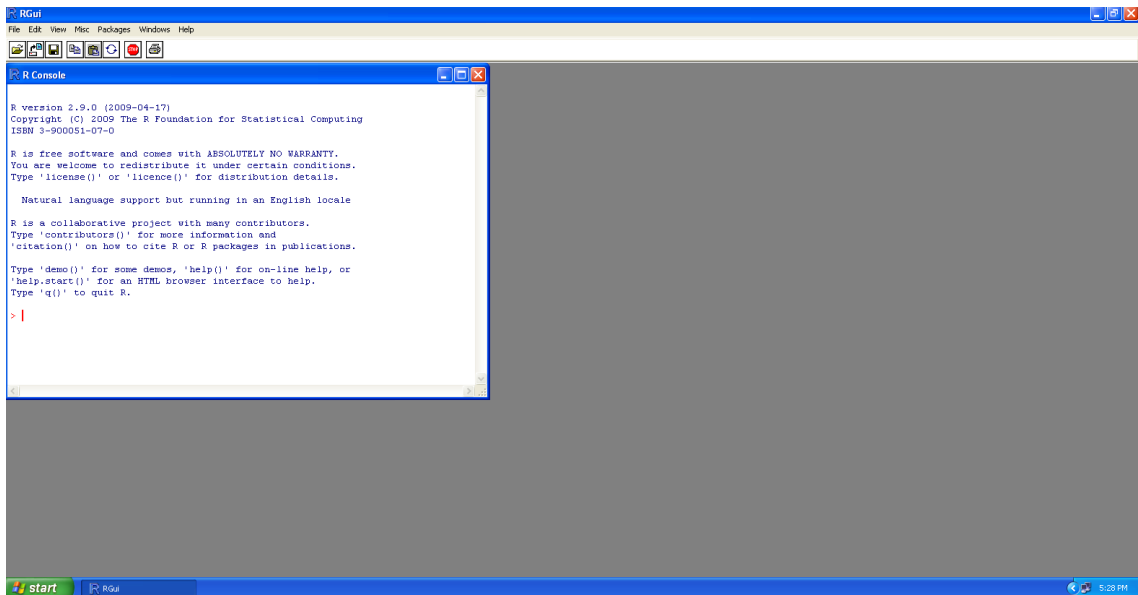 RGui
File Edit View Misc Packages Windows Help
STOP
R Console
R version 2.9.0 (2009-04-17)
Copyright (C) 2009 The R Foundation for Statistical Computing
ISBN 3-900051-07-0
R is free software and comes with ABSOLUTELY NO WARRANTY.
You are welcome to redistribute it under certain conditions.
Type 'license()' or 'licence()' for distribution details.
Natural language support but running in an English locale
R is a collaborative project with many contributors.
Type 'contributors()' for more information and
'citation()' on how to cite R or R packages in publications.
Type 'demo()' for some demos, 'help()' for on-line help, or
'help.start()' for an HTML browser interface to help.
Type 'q()' to quit R.
>
start RGui 5:28 PM